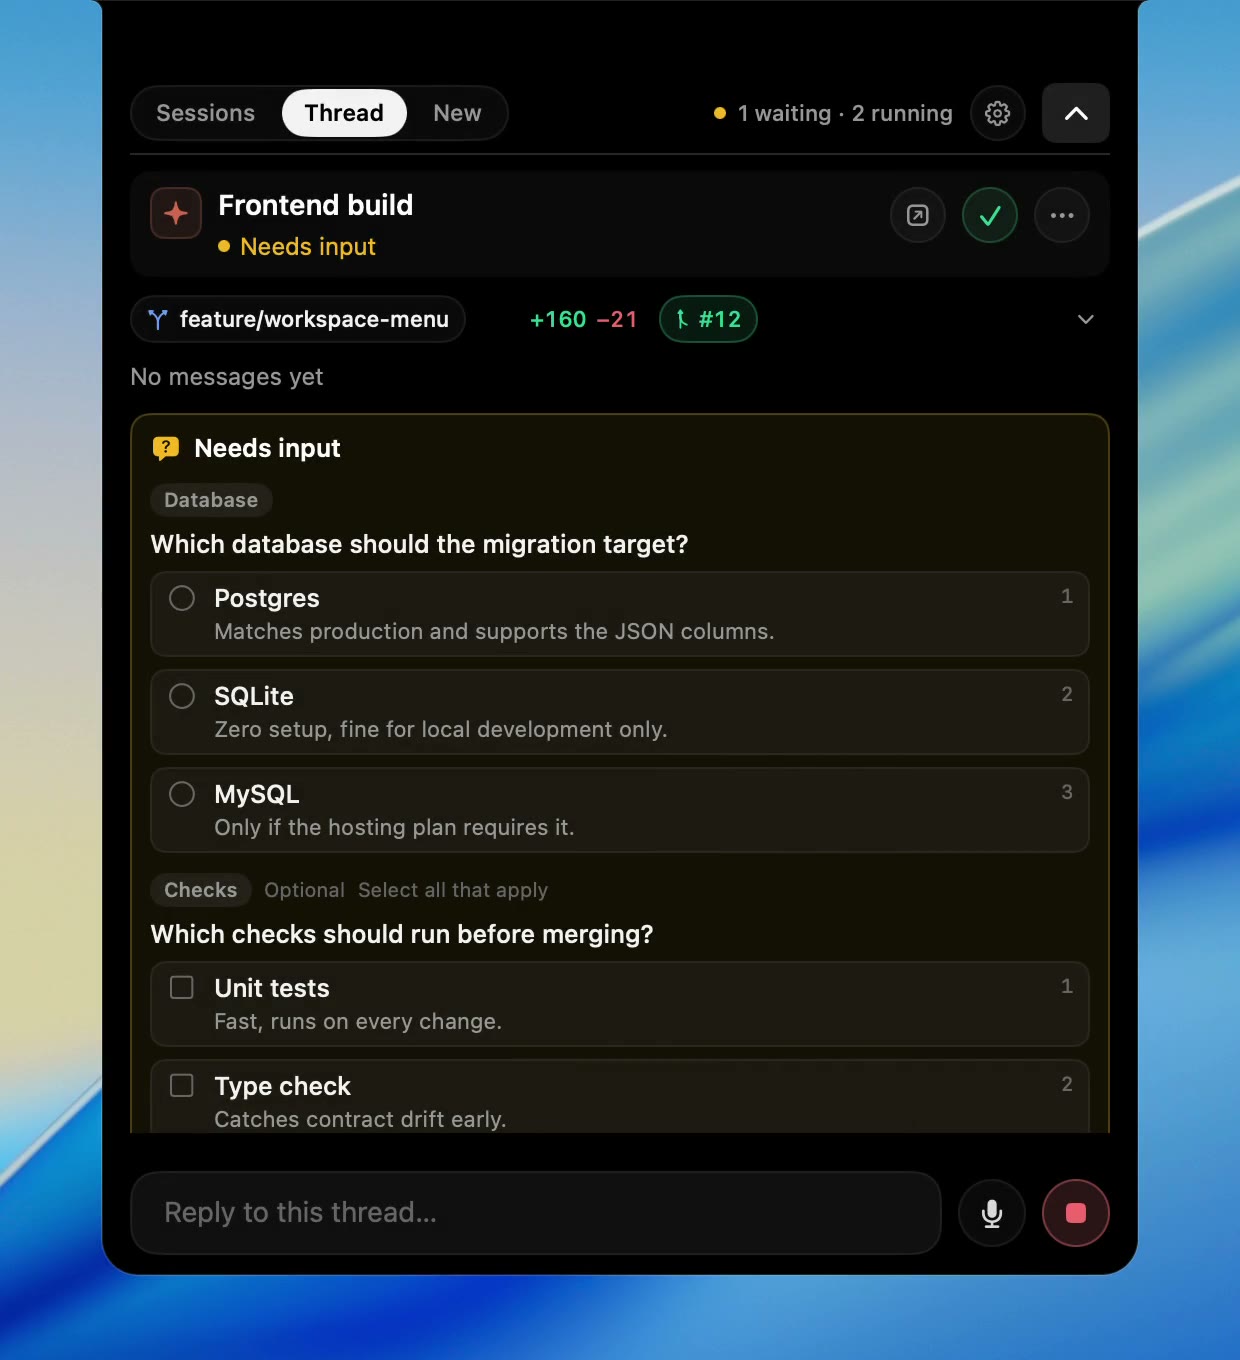 Sessions Thread New 1 waiting · 2 running
Frontend build
Needs input
feature/workspace-menu +160 −21 #12
No messages yet
? Needs input
Database
Which database should the migration target?
Postgres 1
Matches production and supports the JSON columns.
SQLite 2
Zero setup, fine for local development only.
MySQL 3
Only if the hosting plan requires it.
Checks Optional Select all that apply
Which checks should run before merging?
Unit tests 1
Fast, runs on every change.
Type check 2
Catches contract drift early.
Reply to this thread...